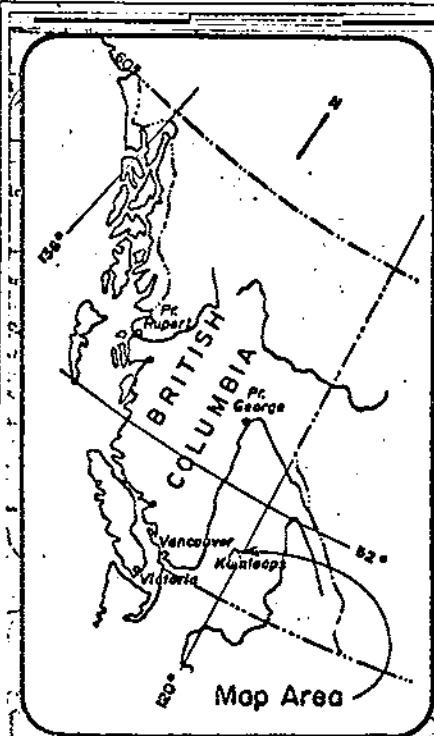 60°
N
136°
Pr.
Rupert
BRITISH
COLUMBIA
Pr.
George
Vancouver
Victoria
Kamloops
52°
120°
Map Area